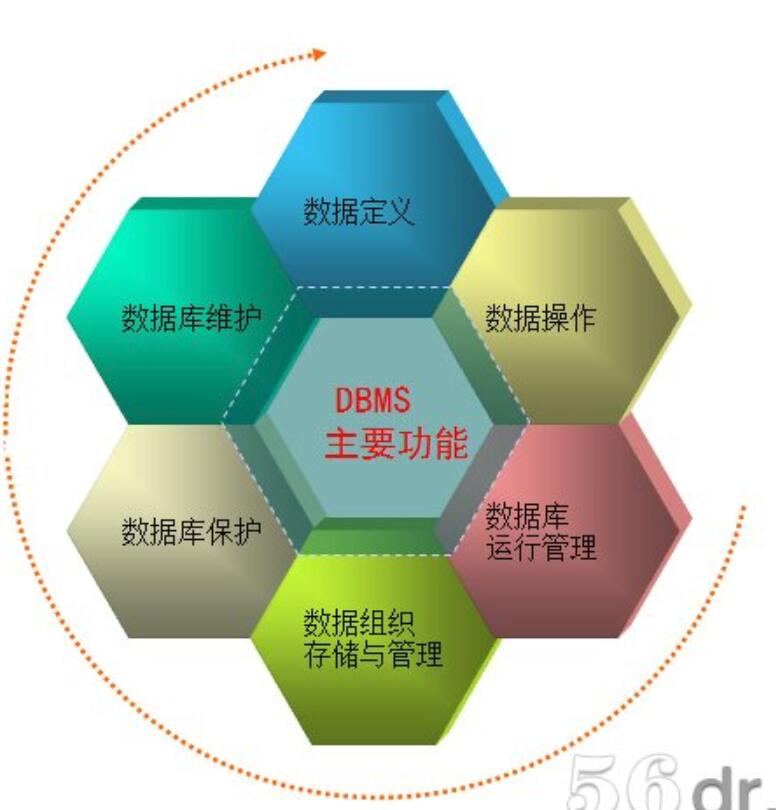 数据定义
数据库维护
数据操作
DBMS
主要功能
数据库保护
数据库
运行管理
数据组织
存储与管理
56dr.